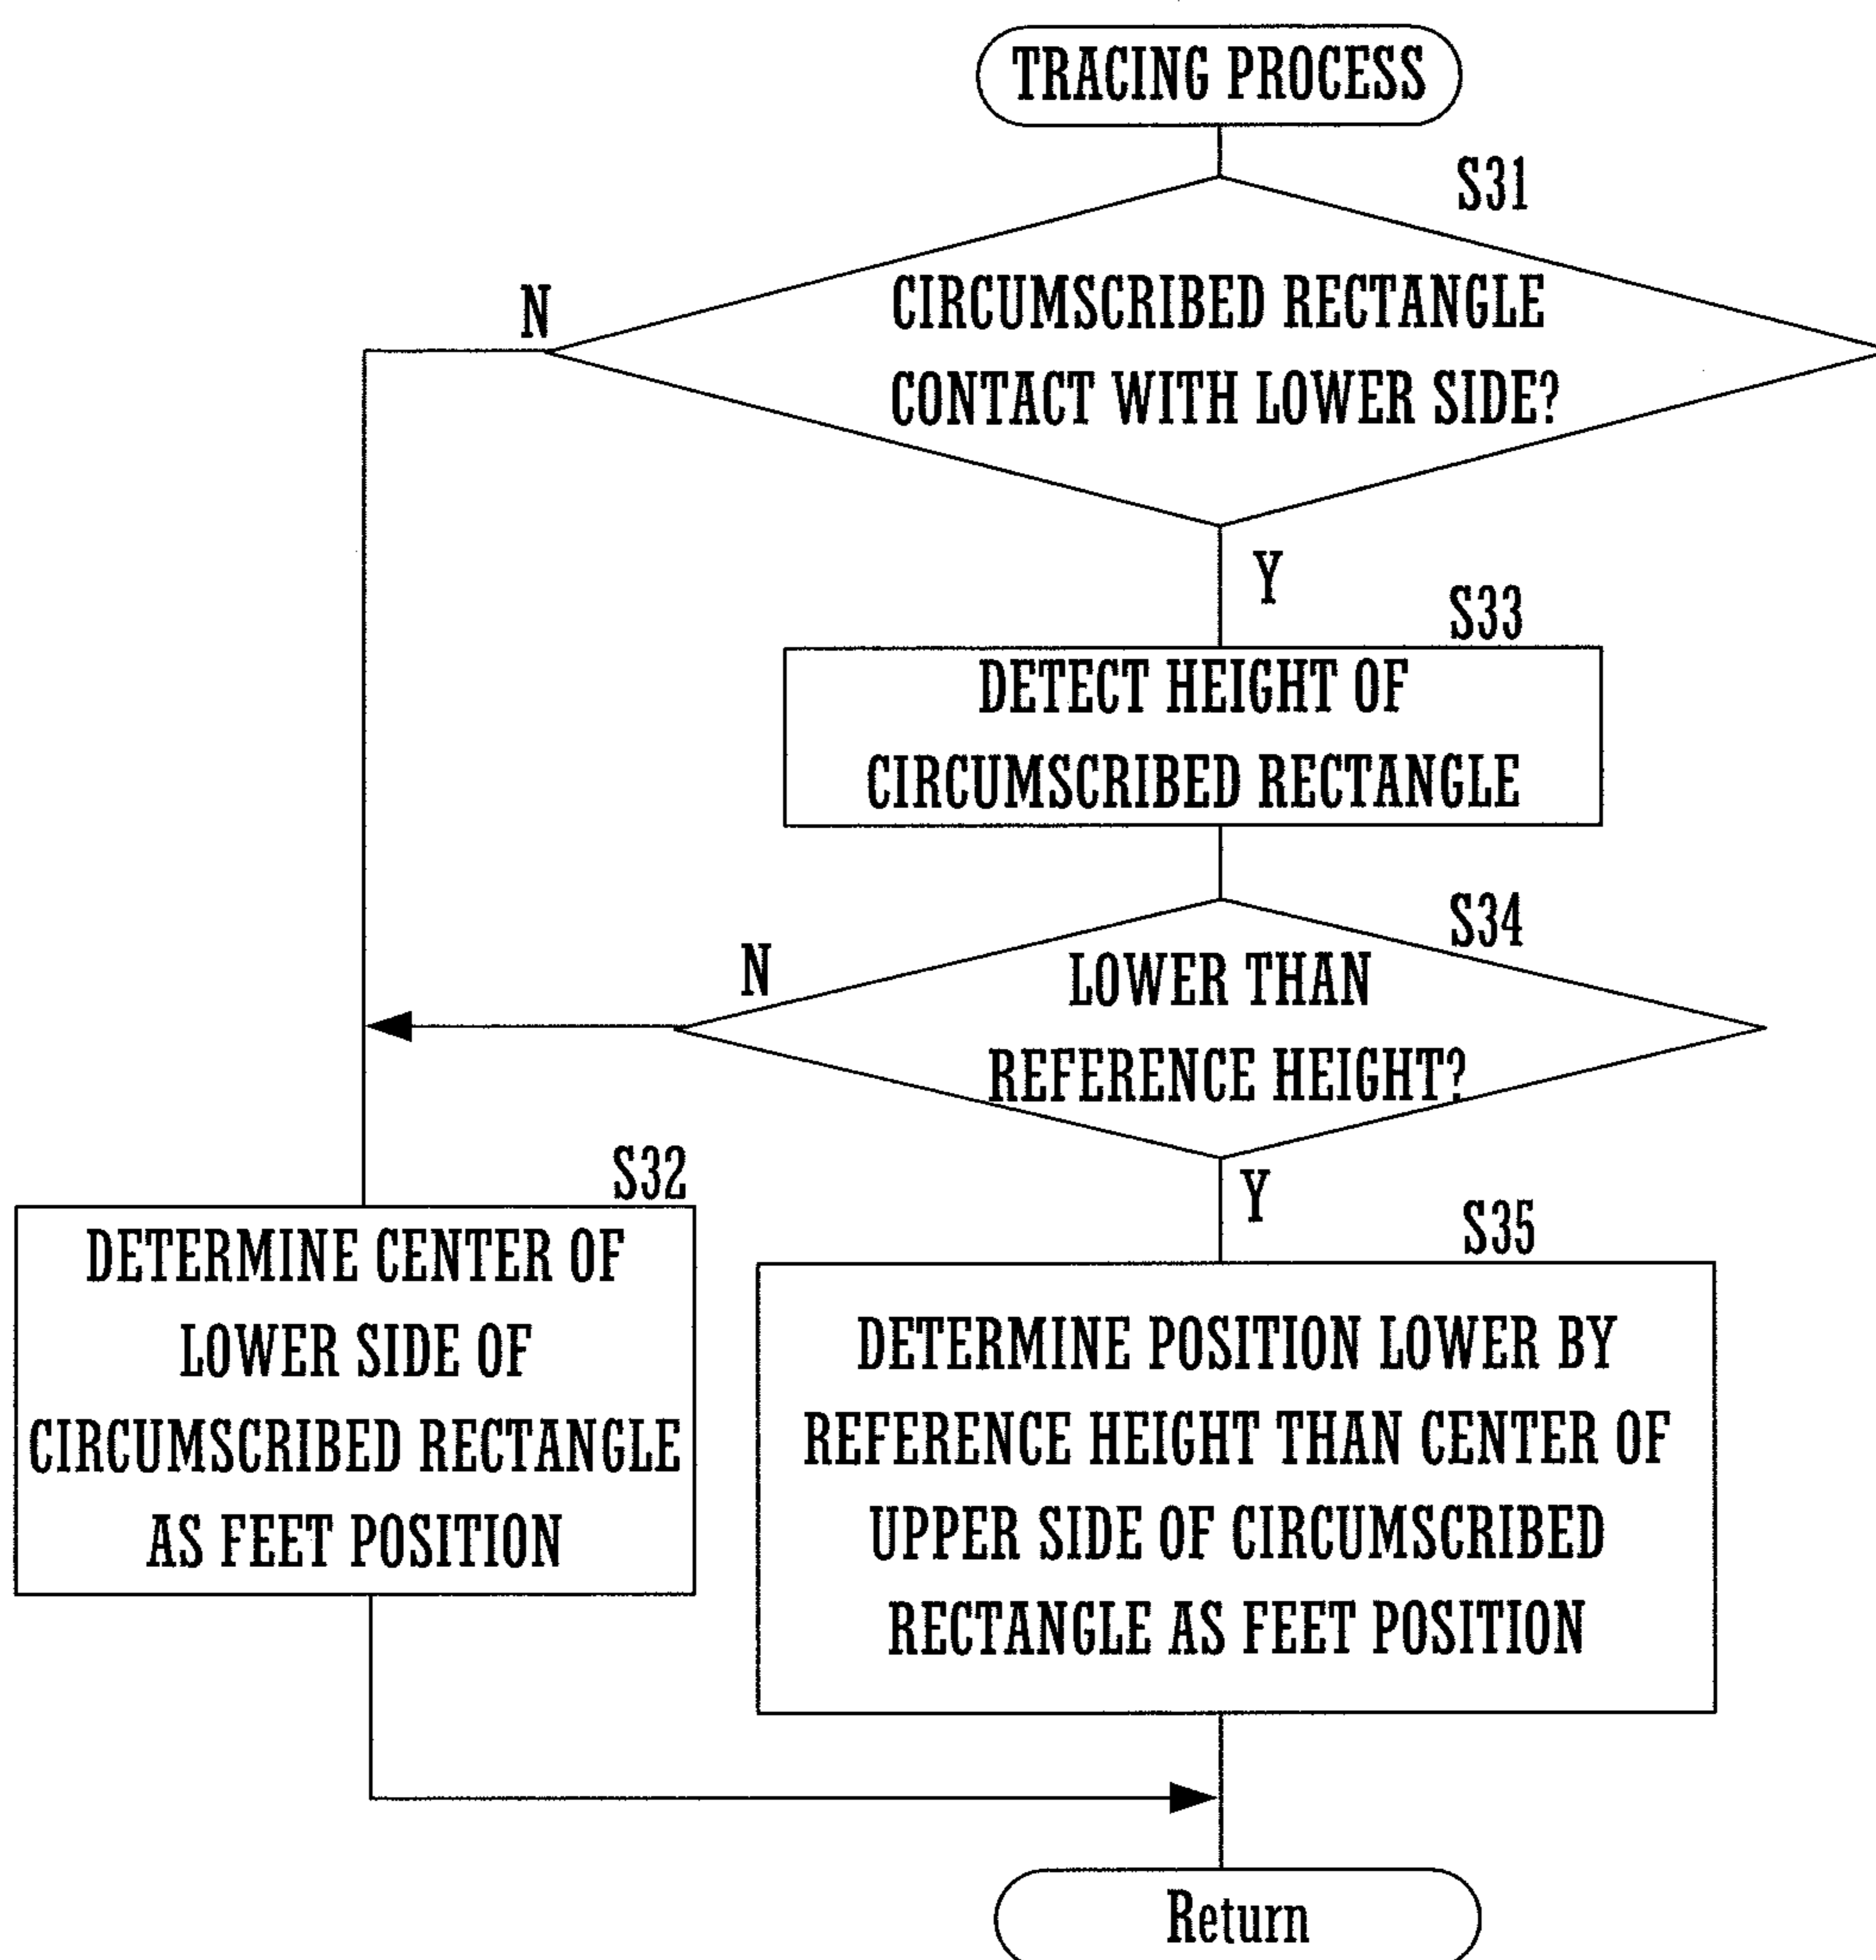 TRACING PROCESS
S31
CIRCUMSCRIBED RECTANGLE
CONTACT WITH LOWER SIDE?
N
Y
S33
DETECT HEIGHT OF
CIRCUMSCRIBED RECTANGLE
S34
LOWER THAN
REFERENCE HEIGHT?
N
Y
S32
DETERMINE CENTER OF
LOWER SIDE OF
CIRCUMSCRIBED RECTANGLE
AS FEET POSITION
S35
DETERMINE POSITION LOWER BY
REFERENCE HEIGHT THAN CENTER OF
UPPER SIDE OF CIRCUMSCRIBED
RECTANGLE AS FEET POSITION
Return